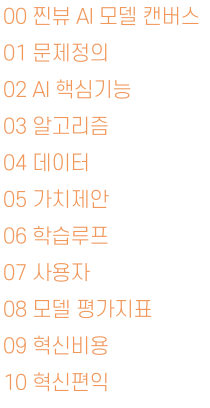 00 찐뷰 AI 모델 캔버스
01 문제정의
02 AI 핵심기능
03 알고리즘
04 데이터
05 가치제안
06 학습루프
07 사용자
08 모델 평가지표
09 혁신비용
10 혁신편익